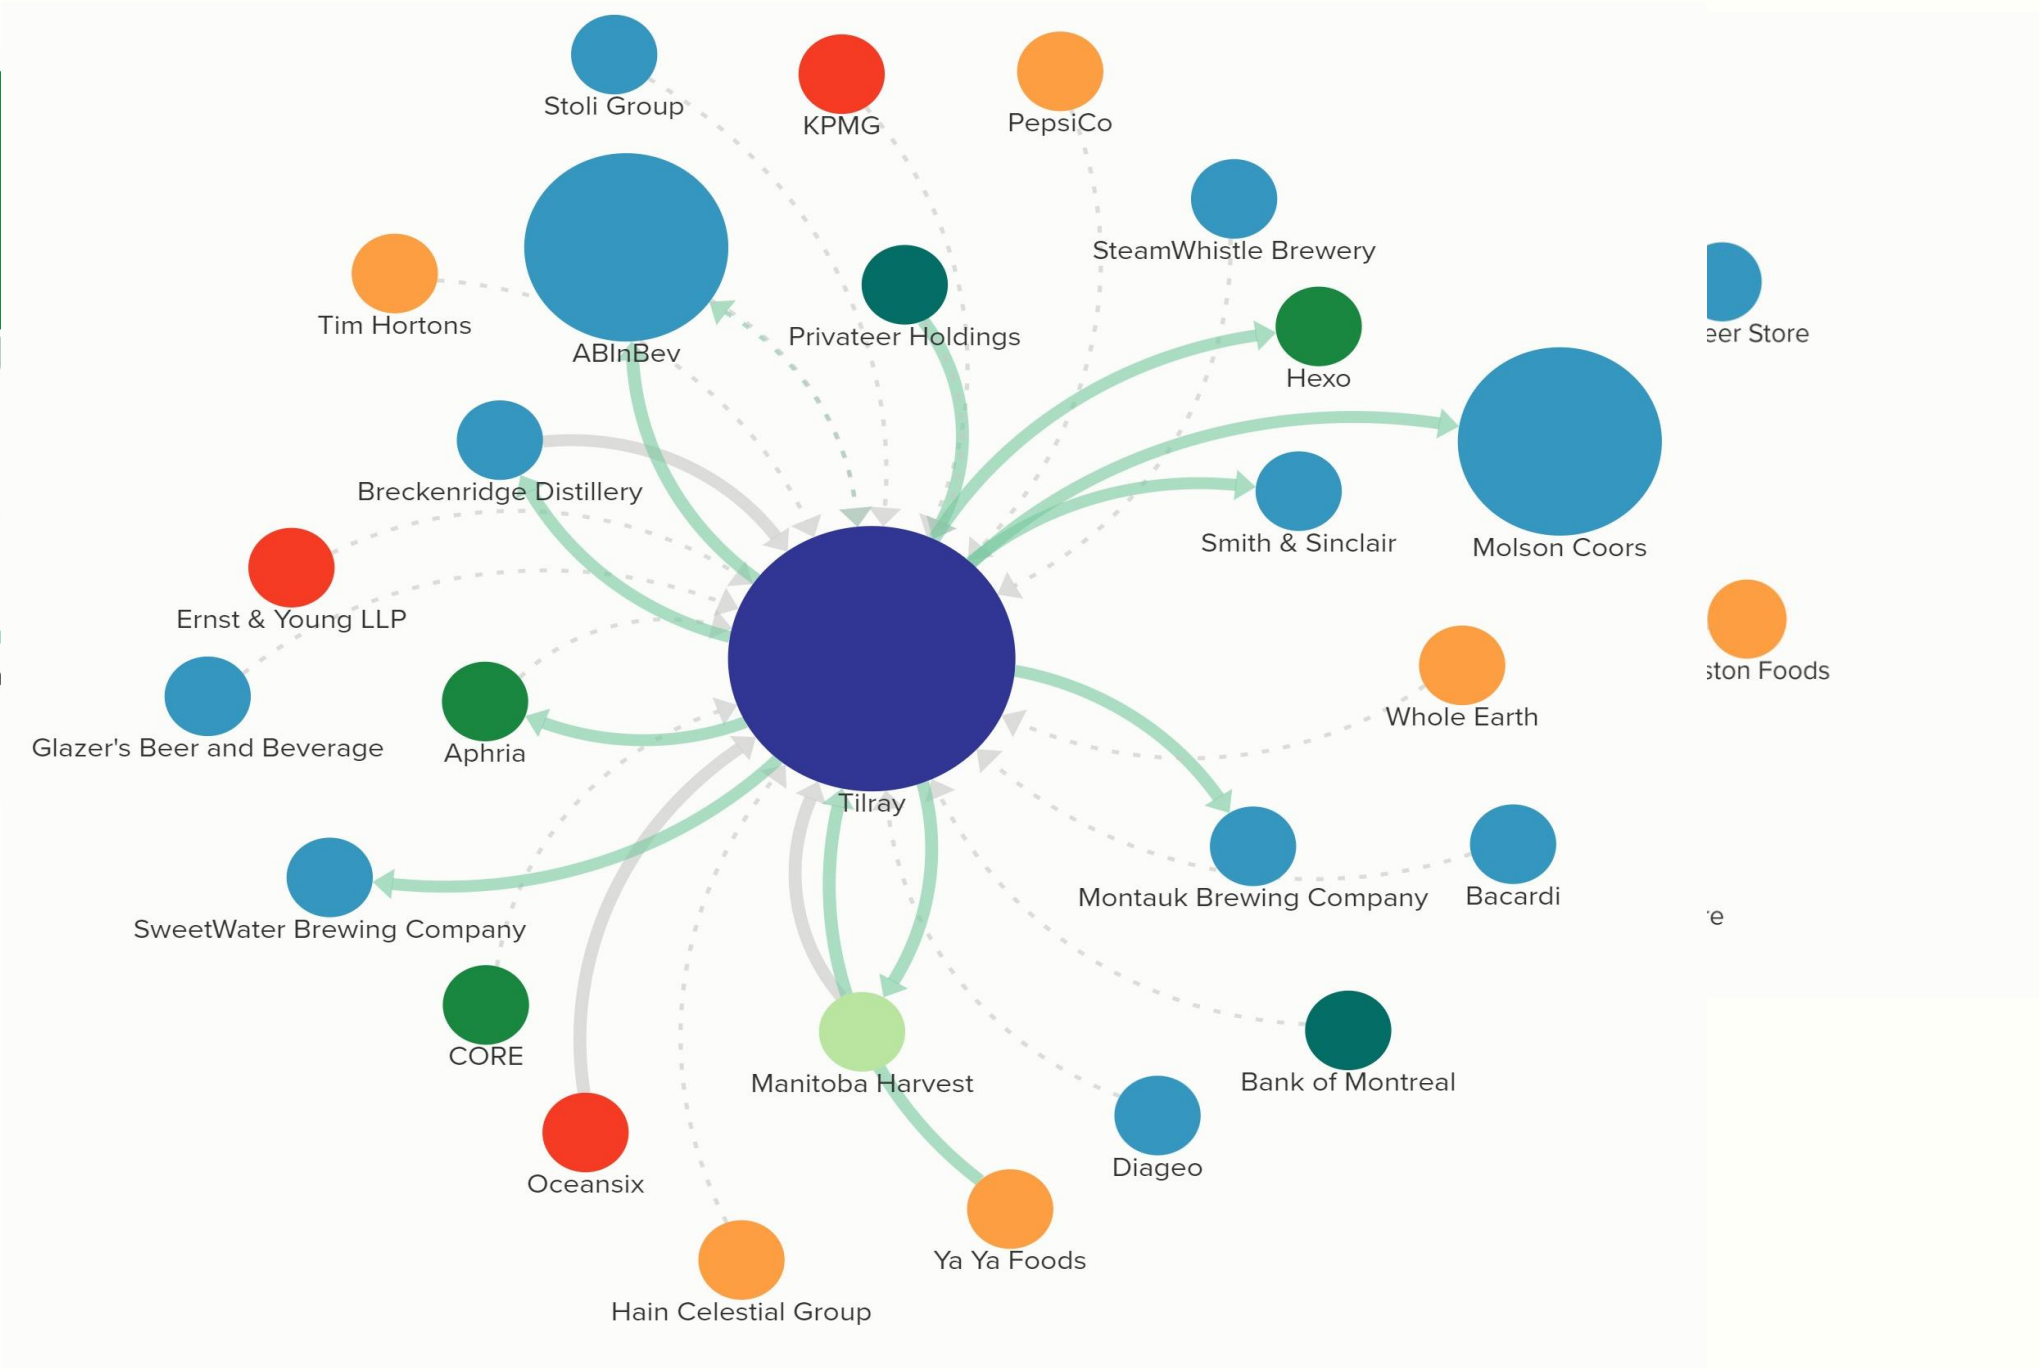 Stoli Group
KPMG
PepsiCo
SteamWhistle Brewery
Tim Hortons
Privateer Holdings
eer Store
ABInBev
Hexo
Breckenridge Distillery
Smith & Sinclair
Molson Coors
Ernst & Young LLP
ston Foods
Whole Earth
Glazer's Beer and Beverage
Aphria
Tilray
Montauk Brewing Company
Bacardi
re
SweetWater Brewing Company
CORE
Manitoba Harvest
Bank of Montreal
Diageo
Oceansix
Ya Ya Foods
Hain Celestial Group